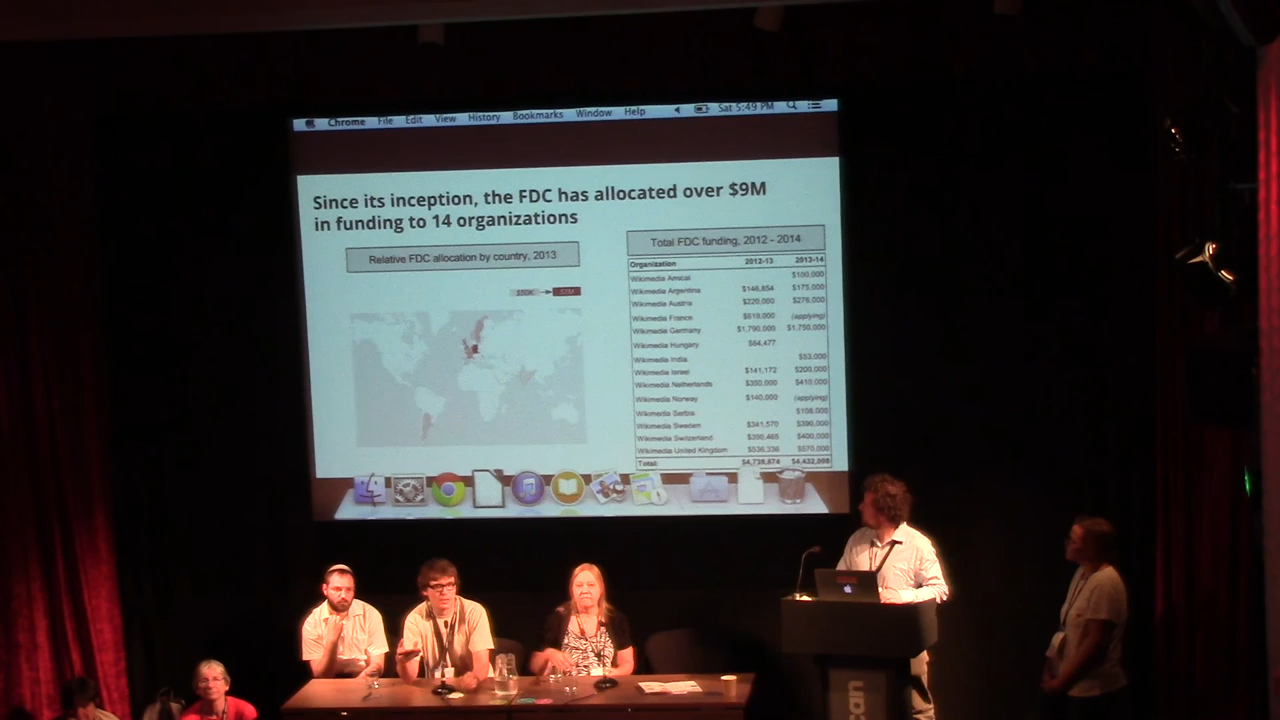 Chrome File Edit View History Bookmarks Window Help Sat 5:49 PM
Since its inception, the FDC has allocated over $9M
in funding to 14 organizations
Relative FDC allocation by country, 2013
$50K
Total FDC funding, 2012 - 2014
Organization 2012-13 2013-14
Wikimedia Amical $100,000
Wikimedia Argentina $146,854 $175,000
Wikimedia Austria $220,000 $276,000
Wikimedia France $619,000 (applying)
Wikimedia Germany $1,790,000 $1,750,000
Wikimedia Hungary $64,477
Wikimedia India $53,000
Wikimedia Israel $141,172 $200,000
Wikimedia Netherlands $350,000 $410,000
Wikimedia Norway $140,000 (applying)
Wikimedia Serbia $108,000
Wikimedia Sweden $341,570 $390,000
Wikimedia Switzerland $390,465 $400,000
Wikimedia United Kingdom $536,336 $570,000
Total: $4,739,874
can